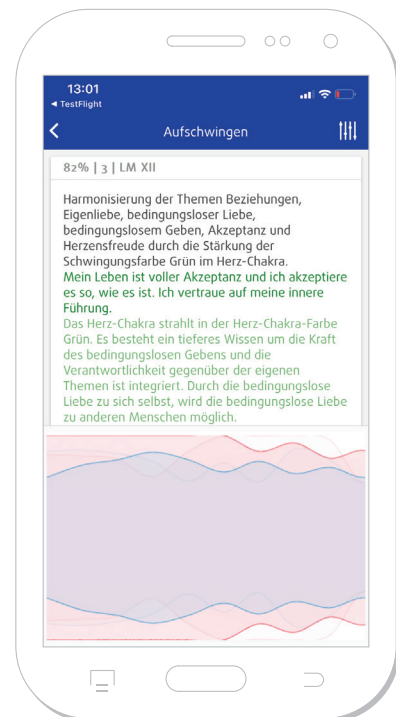 13:01
◄ TestFlight
Aufschwingen
82% | 3 | LM XII
Harmonisierung der Themen Beziehungen,
Eigenliebe, bedingungsloser Liebe,
bedingungslosem Geben, Akzeptanz und
Herzensfreude durch die Stärkung der
Schwingungsfarbe Grün im Herz-Chakra.
Mein Leben ist voller Akzeptanz und ich akzeptiere
es so, wie es ist. Ich vertraue auf meine innere
Führung.
Das Herz-Chakra strahlt in der Herz-Chakra-Farbe
Grün. Es besteht ein tieferes Wissen um die Kraft
des bedingungslosen Gebens und die
Verantwortlichkeit gegenüber der eigenen
Themen ist integriert. Durch die bedingungslose
Liebe zu sich selbst, wird die bedingungslose Liebe
zu anderen Menschen möglich.